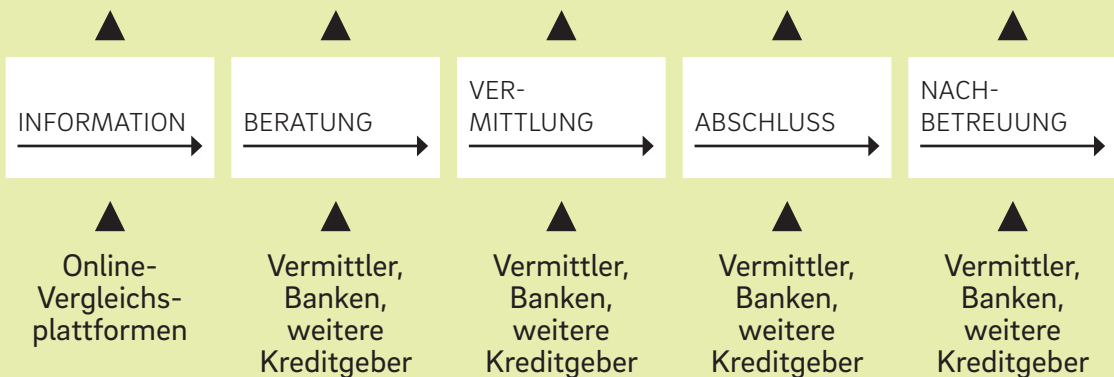 INFORMATION
BERATUNG
VER-
MITTLUNG
ABSCHLUSS
NACH-
BETREUUNG
Online-
Vergleichs-
plattformen
Vermittler,
Banken,
weitere
Kreditgeber
Vermittler,
Banken,
weitere
Kreditgeber
Vermittler,
Banken,
weitere
Kreditgeber
Vermittler,
Banken,
weitere
Kreditgeber